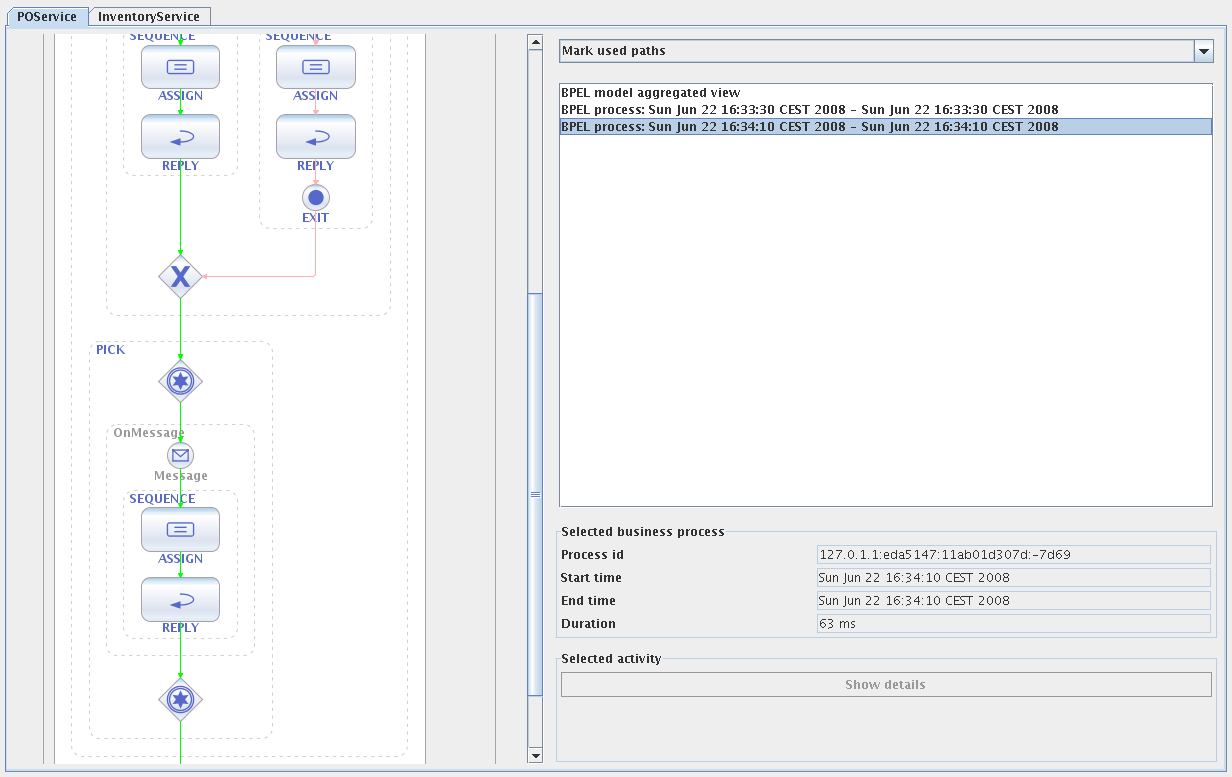 POService InventoryService
SEQUENCE SEQUENCE
ASSIGN ASSIGN
REPLY REPLY
EXIT
X
PICK
OnMessage
Message
SEQUENCE
ASSIGN
REPLY
Mark used paths
BPEL model aggregated view
BPEL process: Sun Jun 22 16:33:30 CEST 2008 - Sun Jun 22 16:33:30 CEST 2008
BPEL process: Sun Jun 22 16:34:10 CEST 2008 - Sun Jun 22 16:34:10 CEST 2008
Selected business process
Process id 127.0.1.1-da5147:11ab01d307d:-7d69
Start time Sun Jun 22 16:34:10 CEST 2008
End time Sun Jun 22 16:34:10 CEST 2008
Duration 63 ms
Selected activity
Show details